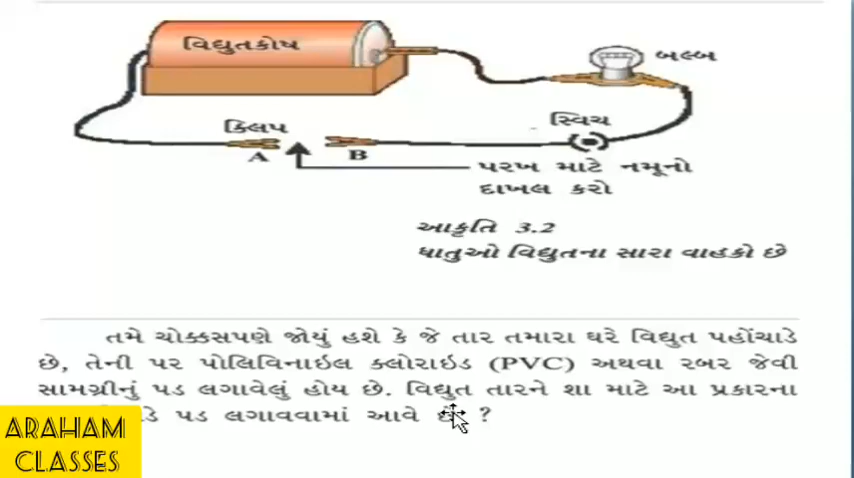 વિદ્યુતકોષ
બલ્બ
ક્લિપ
સ્વિચ
A
B
પરખ માટે નમૂનો
દાખલ કરો
આકૃતિ 3.2
ધાતુઓ વિદ્યુતના સારા વાહકો છે
તમે ચોક્કસપણે જોયું હશે કે જે તાર તમારા ઘરે વિદ્યુત પહોંચાડે
છે, તેની પર પોલિવિનાઇલ ક્લોરાઇડ (PVC) અથવા રબર જેવી
સામગ્રીનું પડ લગાવેલું હોય છે. વિદ્યુત તારને શા માટે આ પ્રકારના
પડ લગાવવામાં આવે છે ?
ARAHAM
CLASSES